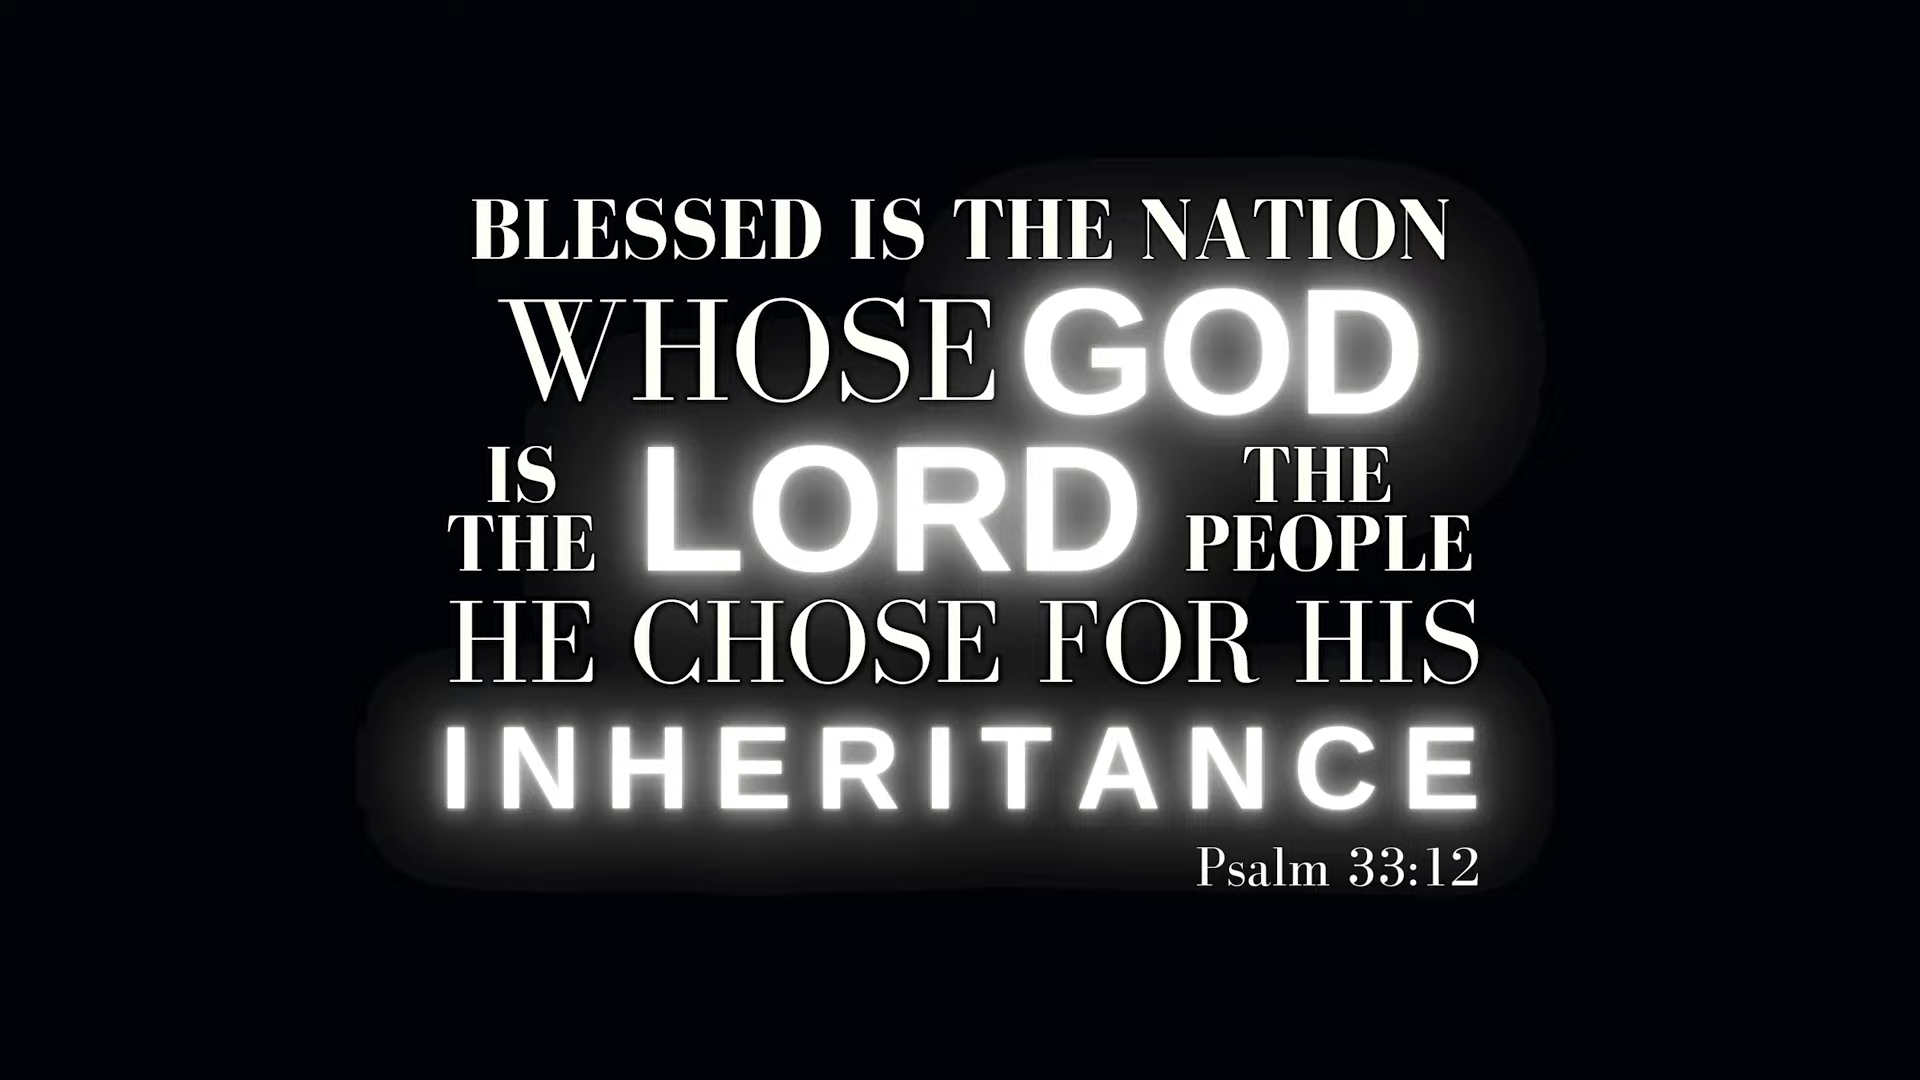 BLESSED IS THE NATION
WHOSE GOD
IS THE LORD THE PEOPLE
HE CHOSE FOR HIS
INHERITANCE
Psalm 33:12